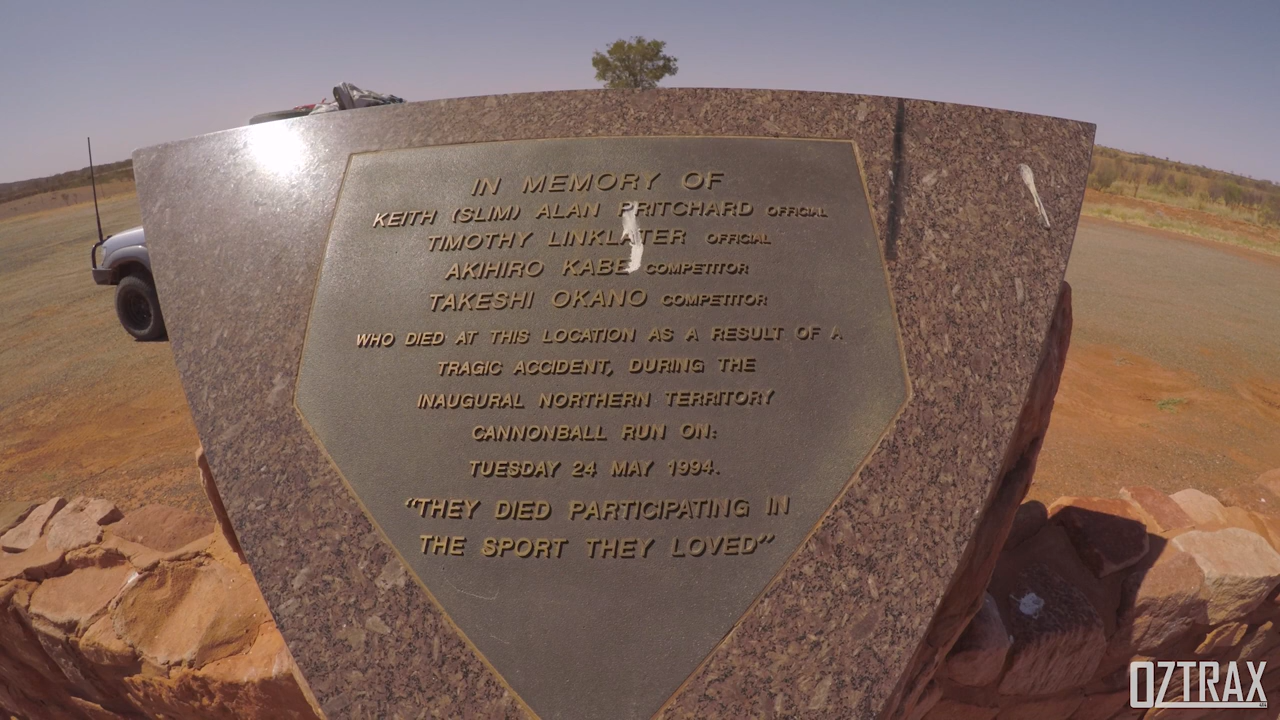 IN MEMORY OF
KEITH (SLIM) ALAN PRITCHARD OFFICIAL
TIMOTHY LINKLATER OFFICIAL
AKIHIRO KABE COMPETITOR
TAKESHI OKANO COMPETITOR
WHO DIED AT THIS LOCATION AS A RESULT OF A
TRAGIC ACCIDENT, DURING THE
INAUGURAL NORTHERN TERRITORY
CANNONBALL RUN ON:
TUESDAY 24 MAY 1994.
"THEY DIED PARTICIPATING IN
THE SPORT THEY LOVED"
OZTRAX